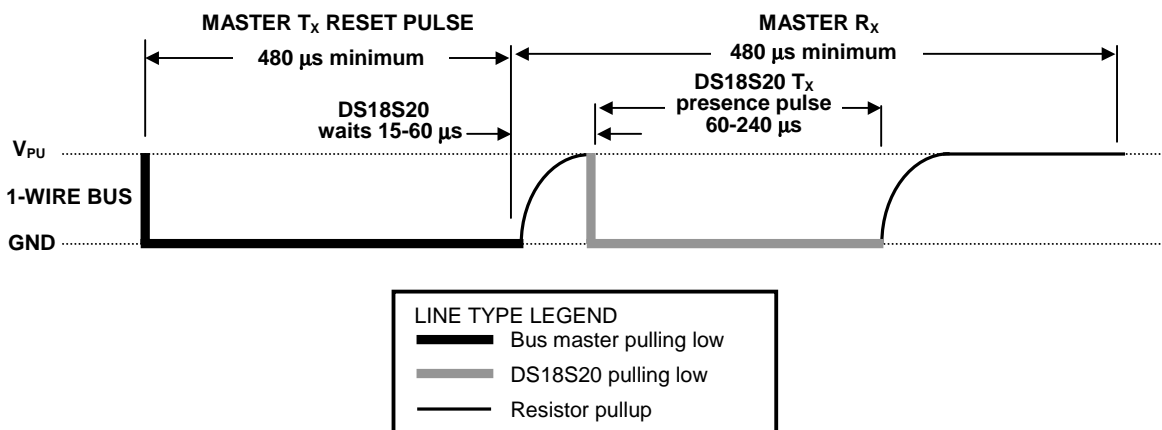 MASTER TX RESET PULSE
MASTER RX
480 μs minimum
480 μs minimum
DS18S20
waits 15-60 μs
DS18S20 TX
presence pulse
60-240 μs
VPU
1-WIRE BUS
GND
LINE TYPE LEGEND
Bus master pulling low
DS18S20 pulling low
Resistor pullup